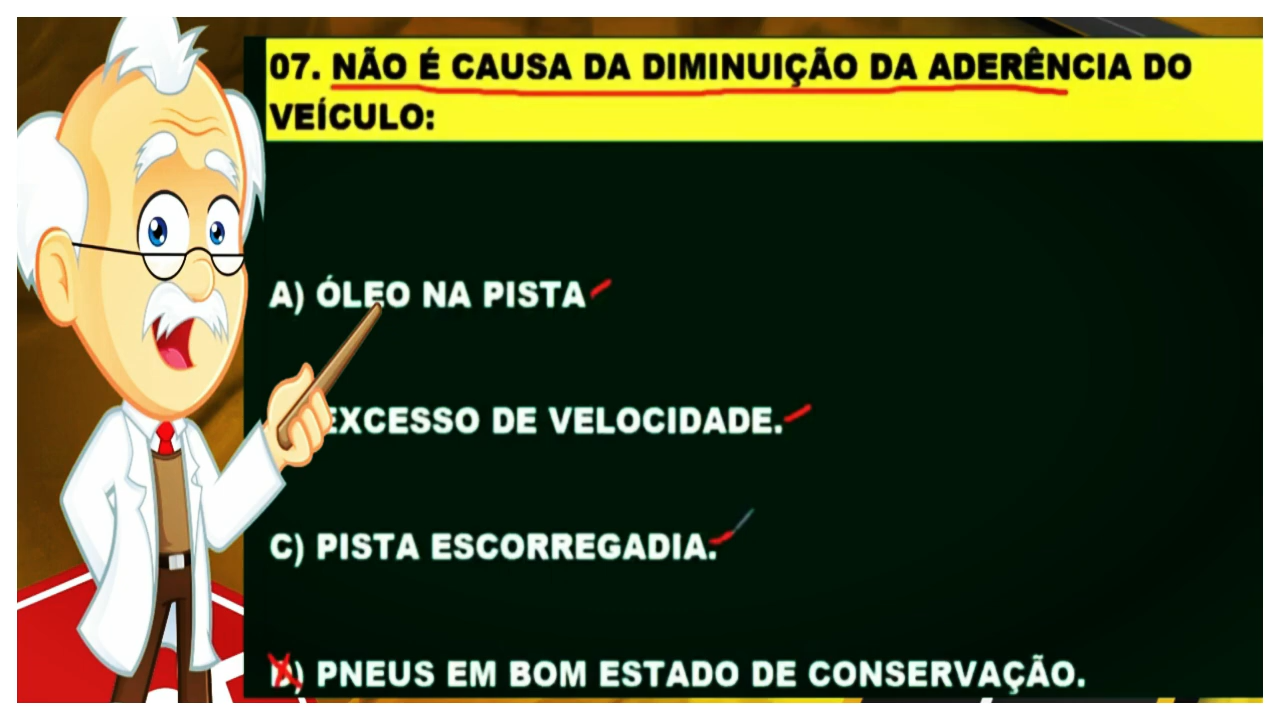 07. NÃO É CAUSA DA DIMINUIÇÃO DA ADERÊNCIA DO
VEÍCULO:
A) ÓLEO NA PISTA
EXCESSO DE VELOCIDADE.
C) PISTA ESCORREGADIA.
D) PNEUS EM BOM ESTADO DE CONSERVAÇÃO.